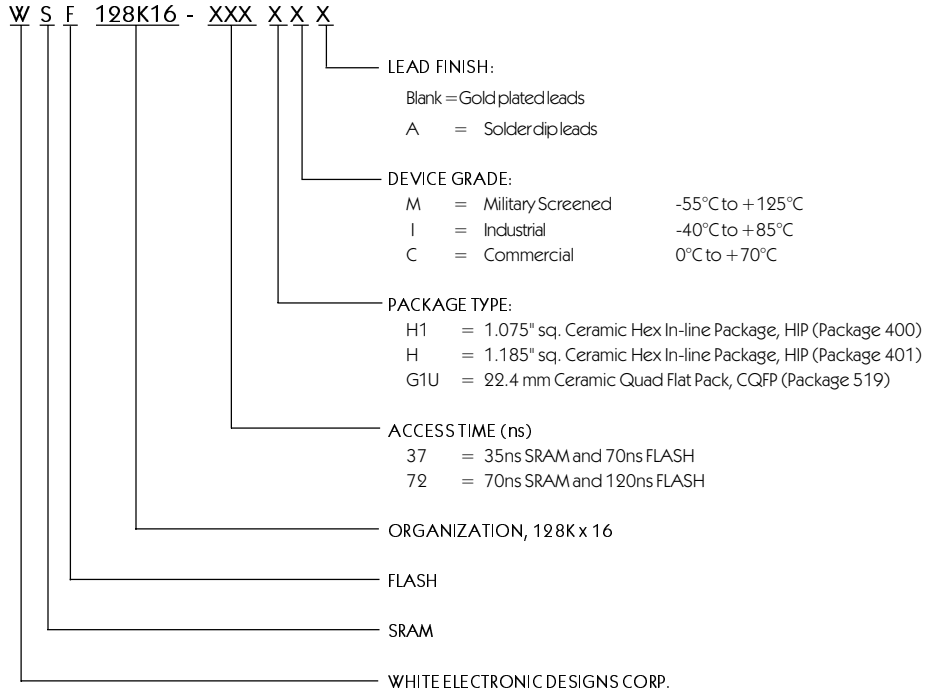 W S F 128K16 - XXX X X X
LEAD FINISH:
Blank = Gold plated leads
A = Solder dip leads
DEVICE GRADE:
M = Military Screened -55°C to +125°C
I = Industrial -40°C to +85°C
C = Commercial 0°C to +70°C
PACKAGE TYPE:
H1 = 1.075" sq. Ceramic Hex In-line Package, HIP (Package 400)
H = 1.185" sq. Ceramic Hex In-line Package, HIP (Package 401)
G1U = 22.4 mm Ceramic Quad Flat Pack, CQFP (Package 519)
ACCESS TIME (ns)
37 = 35ns SRAM and 70ns FLASH
72 = 70ns SRAM and 120ns FLASH
ORGANIZATION, 128K x 16
FLASH
SRAM
WHITE ELECTRONIC DESIGNS CORP.